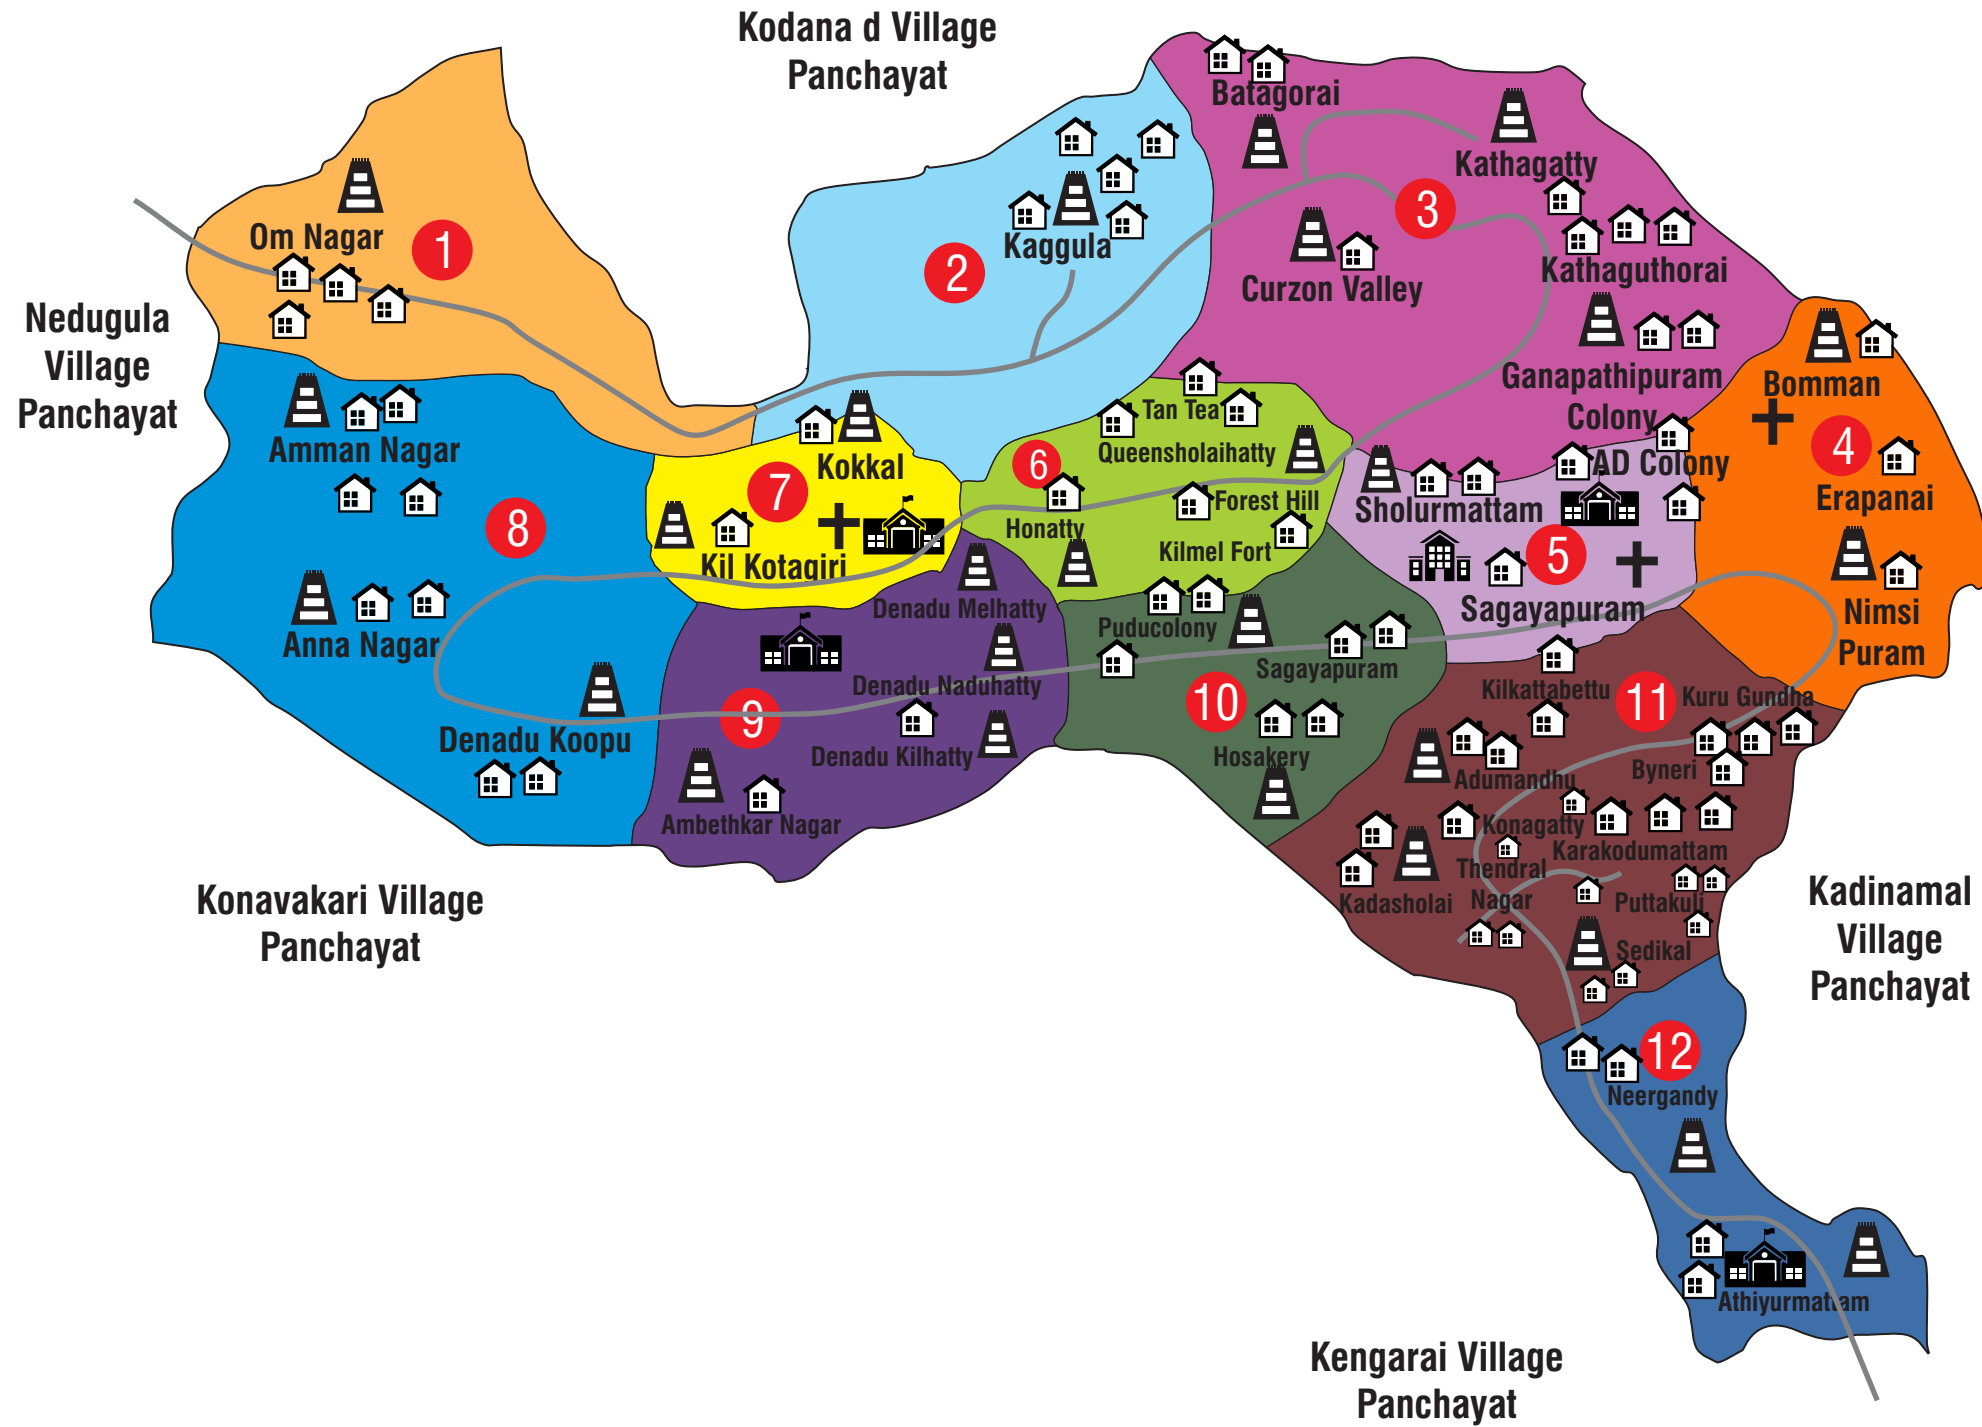 Kodana d Village
Panchayat
Batagorai
Kathagatty
Om Nagar
1
Kaggula
2
3
Curzon Valley
Kathaguthorai
Nedugula
Village
Panchayat
Ganapathipuram
Colony
Bomman
Amman Nagar
Tan Tea
Queensholaihatty
Kokkal
6
7
AD Colony
4
Erapanai
8
Honatty
Forest Hill
Kilmel Fort
Sholurmattam
5
Kil Kotagiri
Sagayapuram
Nimsi
Puram
Anna Nagar
Denadu Melhatty
Puducolony
Sagayapuram
Denadu Naduhatty
9
10
Kilkattabettu
11
Kuru Gundha
Denadu Koopu
Denadu Kilhatty
Hosakery
Adumandhu
Byneri
Ambethkar Nagar
Konagatty
Karakodumattam
Thendral
Nagar
Kadasholai
Puttakuli
Sedikal
Konavakari Village
Panchayat
Kadinamal
Village
Panchayat
12
Neergandy
Athiyurmattam
Kengarai Village
Panchayat